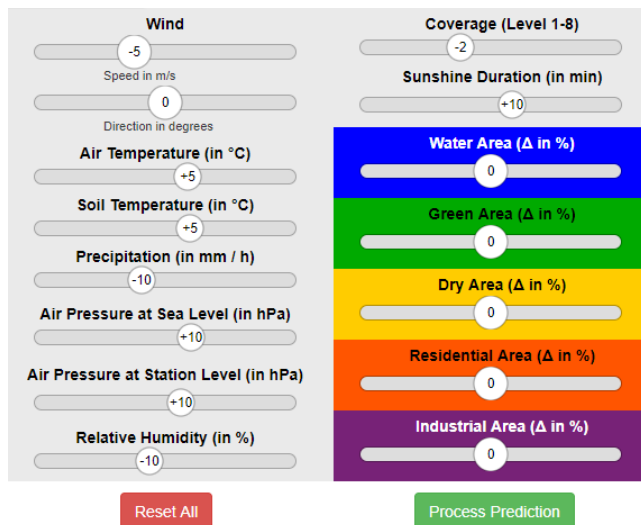 Wind
-5
Speed in m/s
0
Direction in degrees
Air Temperature (in °C)
+5
Soil Temperature (in °C)
+5
Precipitation (in mm / h)
-10
Air Pressure at Sea Level (in hPa)
+10
Air Pressure at Station Level (in hPa)
+10
Relative Humidity (in %)
-10
Coverage (Level 1-8)
-2
Sunshine Duration (in min)
+10
Water Area (Δ in %)
0
Green Area (Δ in %)
0
Dry Area (Δ in %)
0
Residential Area (Δ in %)
0
Industrial Area (Δ in %)
0
Reset All
Process Prediction